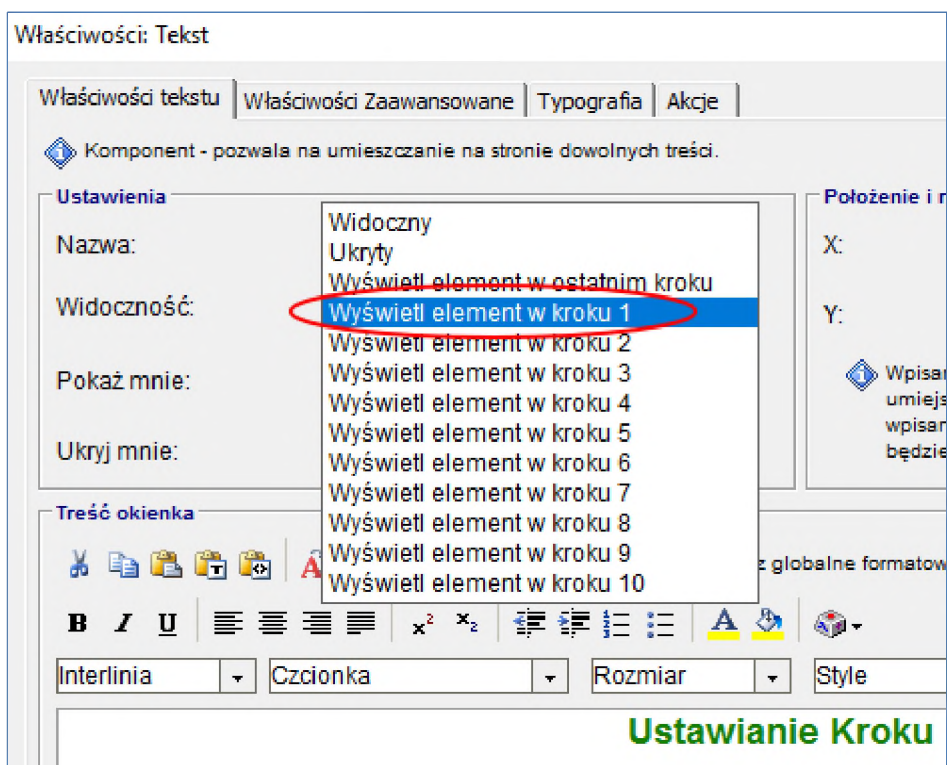 Właściwości: Tekst
Właściwości tekstu Właściwości Zaawansowane Typografia Akcje
Komponent - pozwala na umieszczanie na stronie dowolnych treści.
Ustawienia
Położenie i r
Nazwa:
X:
Widoczność:
Y:
Pokaż mnie:
Ukryj mnie:
Widoczny
Ukryty
Wyświetl element w ostatnim kroku
Wyświetl element w kroku 1
Wyświetl element w kroku 2
Wyświetl element w kroku 3
Wyświetl element w kroku 4
Wyświetl element w kroku 5
Wyświetl element w kroku 6
Wyświetl element w kroku 7
Wyświetl element w kroku 8
Wyświetl element w kroku 9
Wyświetl element w kroku 10
Wpisar
umiejs
wpisar
będzie
Treść okienka
z globalne formatow
B I U x² x₂ A
Interlinia Czcionka Rozmiar Style
Ustawianie Kroku